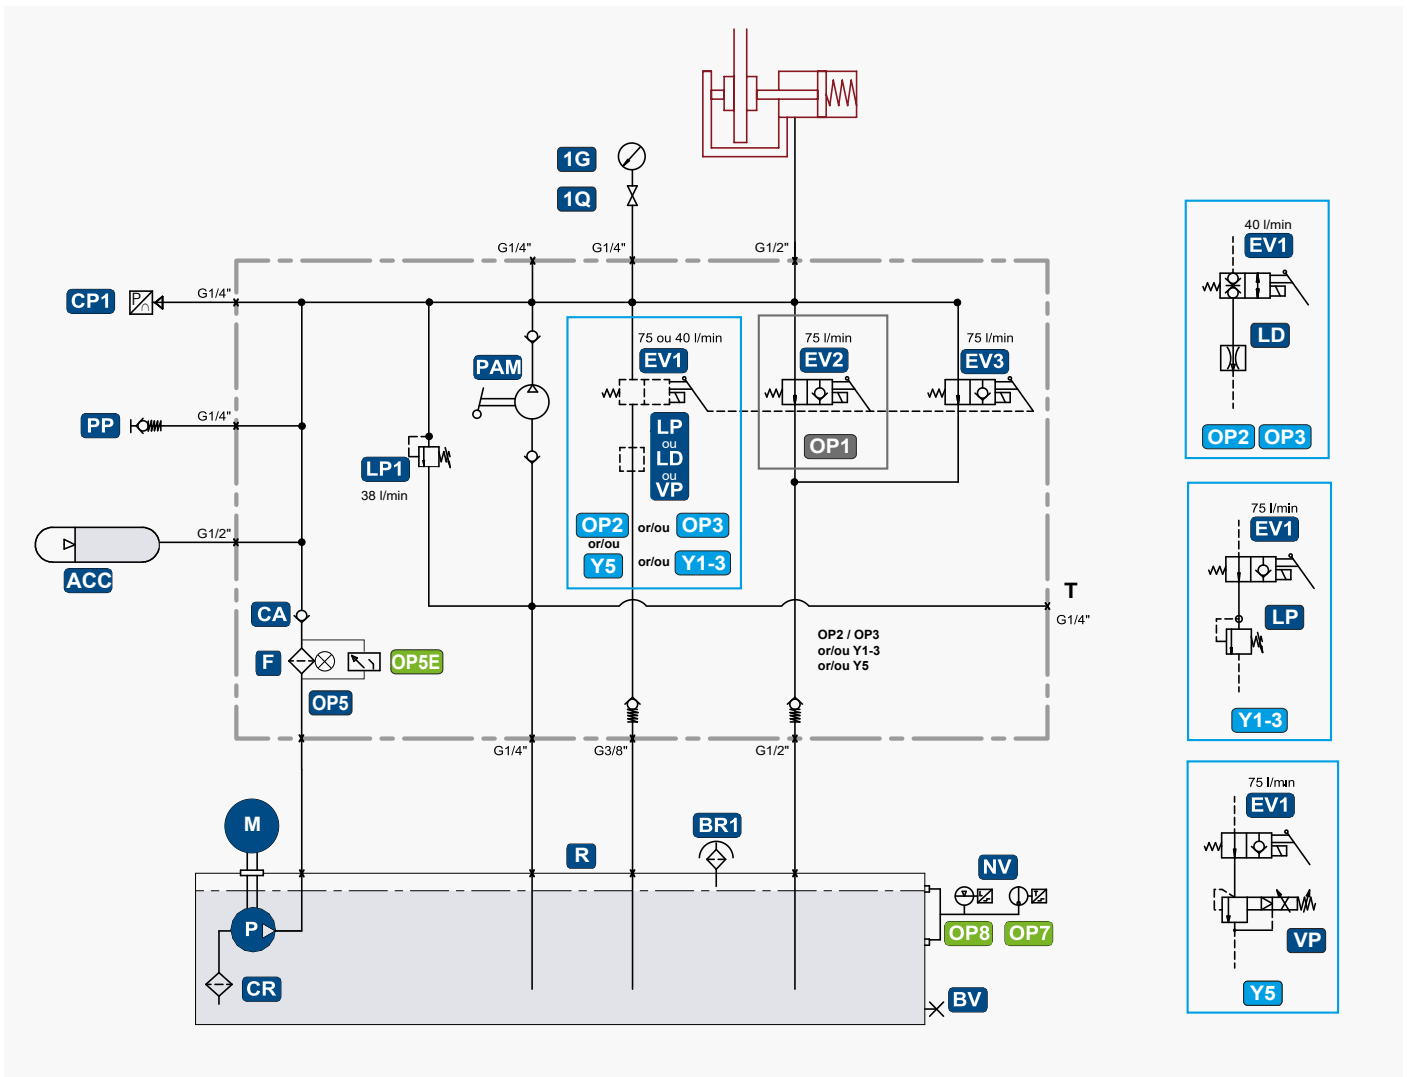 1G
1Q
G1/4"
G1/4"
G1/2"
CP1
G1/4"
PP
G1/4"
ACC
G1/2"
PAM
LP1
38 l/min
75 ou 40 l/min
EV1
LP
ou
LD
ou
VP
OP2 or/ou OP3
or/ou
Y5 or/ou Y1-3
75 l/min
EV2
OP1
75 l/min
EV3
T
G1/4"
CA
F
OP5E
OP5
OP2 / OP3
or/ou Y1-3
or/ou Y5
G1/4"
G3/8"
G1/2"
M
P
CR
R
BR1
NV
OP8
OP7
BV
40 l/min
EV1
LD
OP2 OP3
75 l/min
EV1
LP
Y1-3
75 l/min
EV1
VP
Y5